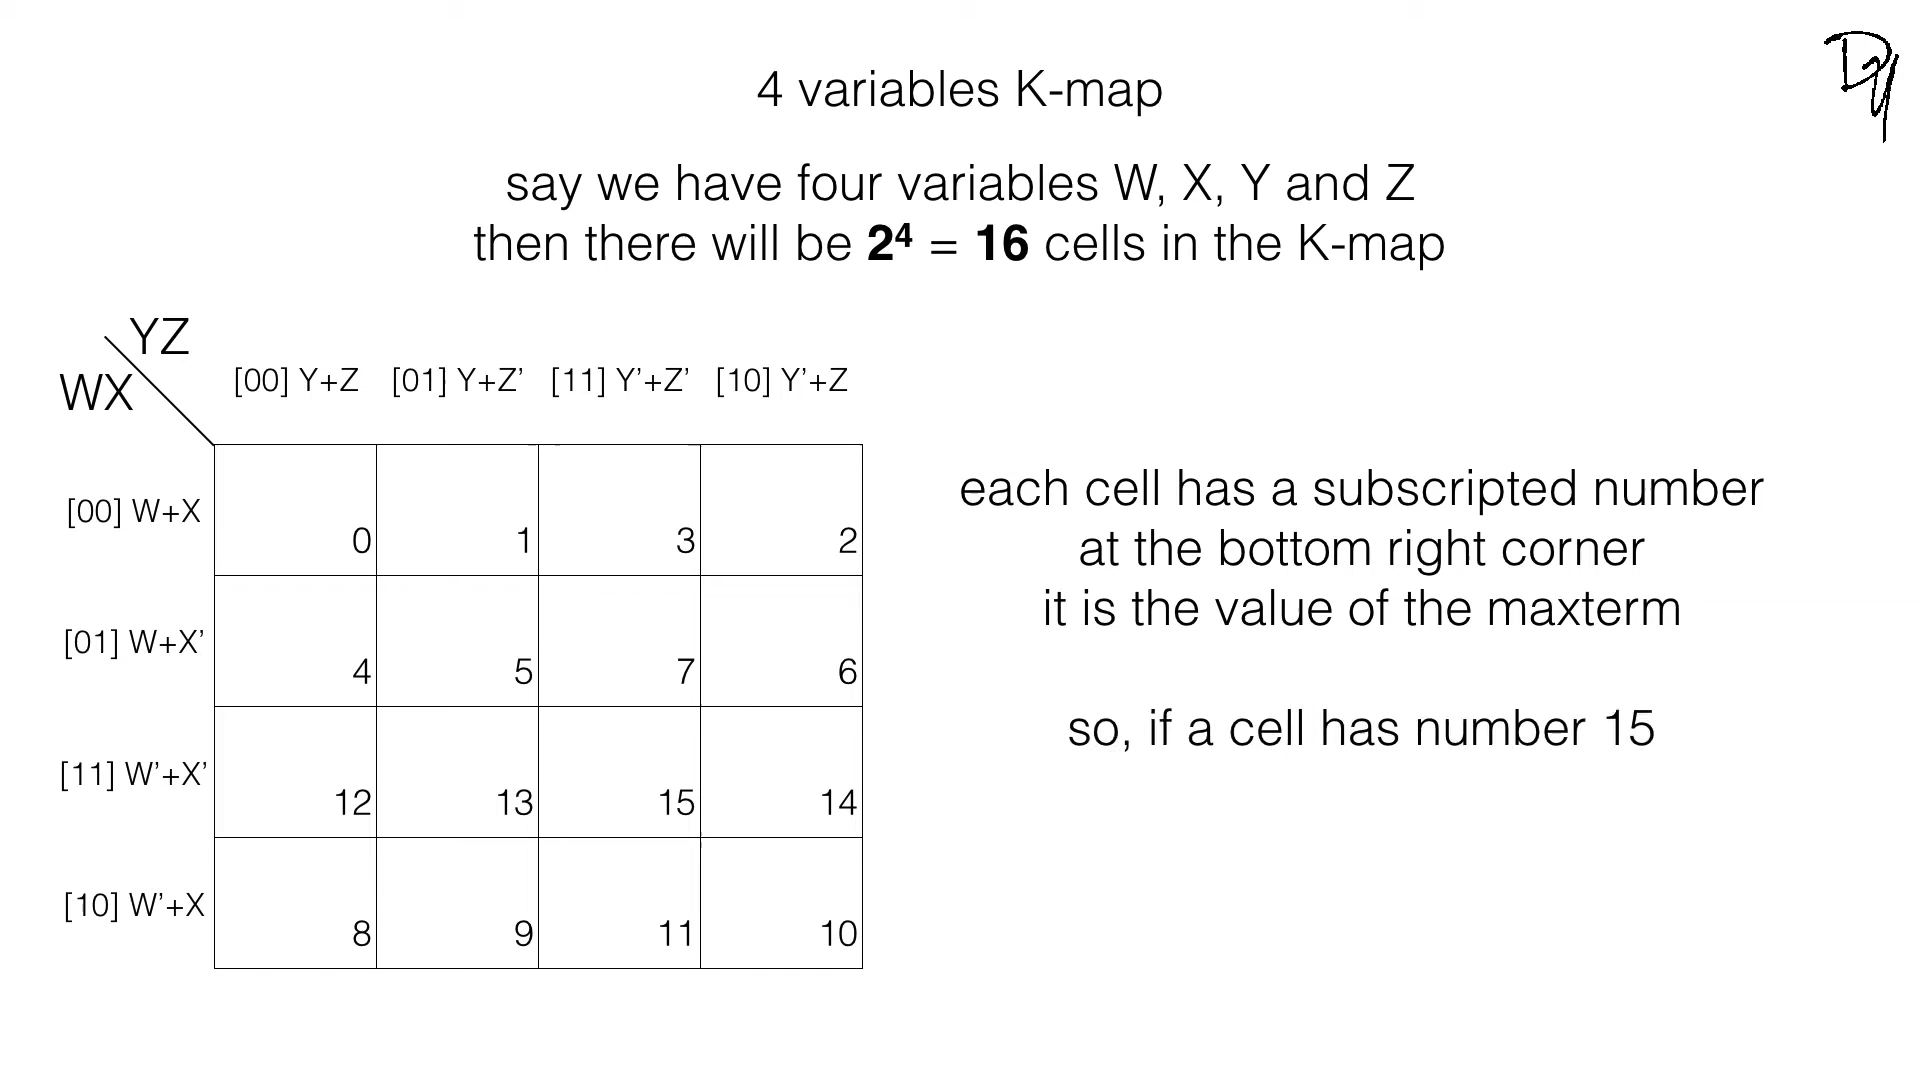 4 variables K-map
say we have four variables W, X, Y and Z
then there will be 2⁴ = 16 cells in the K-map
YZ
WX
[00] Y+Z [01] Y+Z’ [11] Y’+Z’ [10] Y’+Z
[00] W+X 0 1 3 2
[01] W+X’ 4 5 7 6
[11] W’+X’ 12 13 15 14
[10] W’+X 8 9 11 10
each cell has a subscripted number
at the bottom right corner
it is the value of the maxterm
so, if a cell has number 15